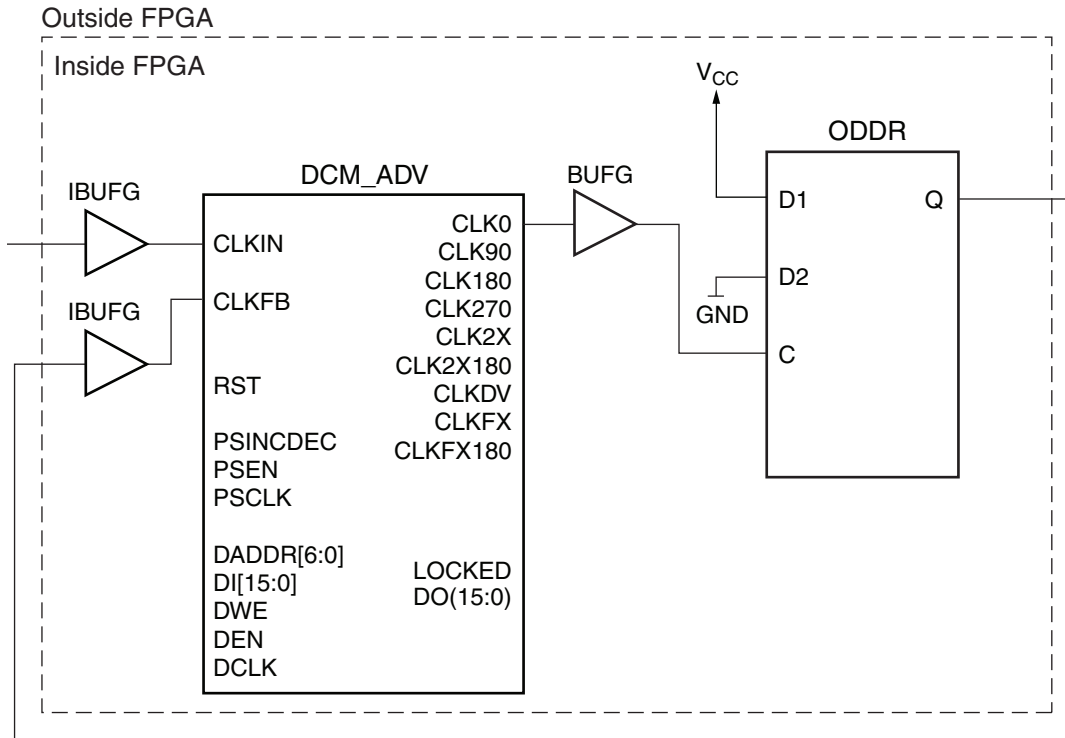 Outside FPGA
Inside FPGA
IBUFG
IBUFG
DCM_ADV
CLKIN
CLKFB
RST
PSINCDEC
PSEN
PSCLK
DADDR[6:0]
DI[15:0]
DWE
DEN
DCLK
CLK0
CLK90
CLK180
CLK270
CLK2X
CLK2X180
CLKDV
CLKFX
CLKFX180
LOCKED
DO(15:0)
BUFG
VCC
GND
ODDR
D1
D2
C
Q